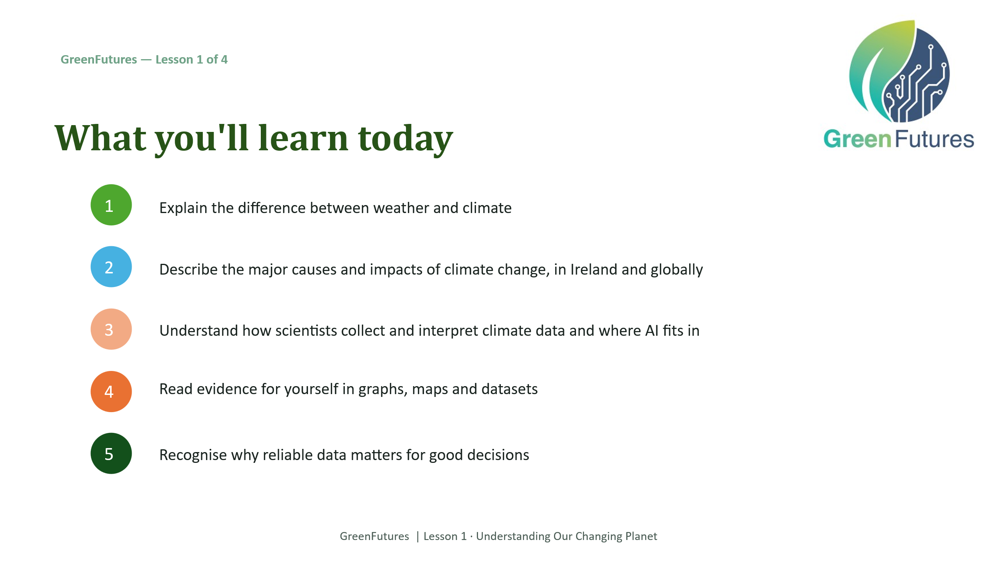 GreenFutures — Lesson 1 of 4
GreenFutures
What you'll learn today
1 Explain the difference between weather and climate
2 Describe the major causes and impacts of climate change, in Ireland and globally
3 Understand how scientists collect and interpret climate data and where AI fits in
4 Read evidence for yourself in graphs, maps and datasets
5 Recognise why reliable data matters for good decisions
GreenFutures | Lesson 1 · Understanding Our Changing Planet